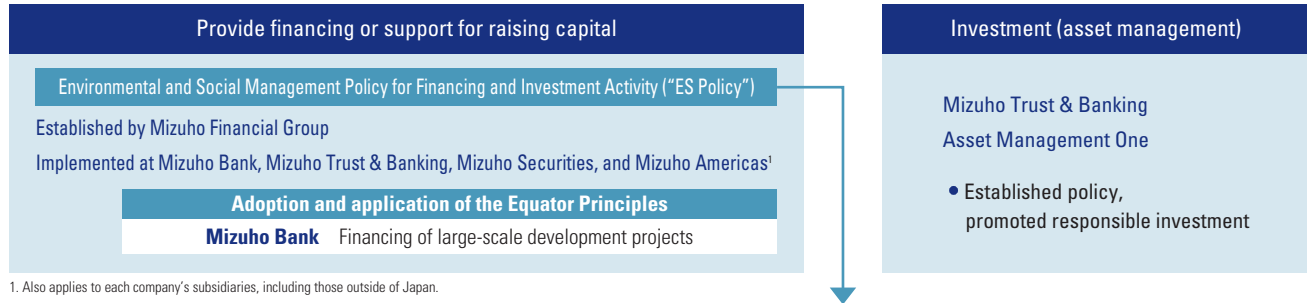 Provide financing or support for raising capital
Environmental and Social Management Policy for Financing and Investment Activity (“ES Policy”)
Established by Mizuho Financial Group
Implemented at Mizuho Bank, Mizuho Trust & Banking, Mizuho Securities, and Mizuho Americas¹
Adoption and application of the Equator Principles
Mizuho Bank Financing of large-scale development projects
1. Also applies to each company’s subsidiaries, including those outside of Japan.
Investment (asset management)
Mizuho Trust & Banking
Asset Management One
• Established policy,
promoted responsible investment